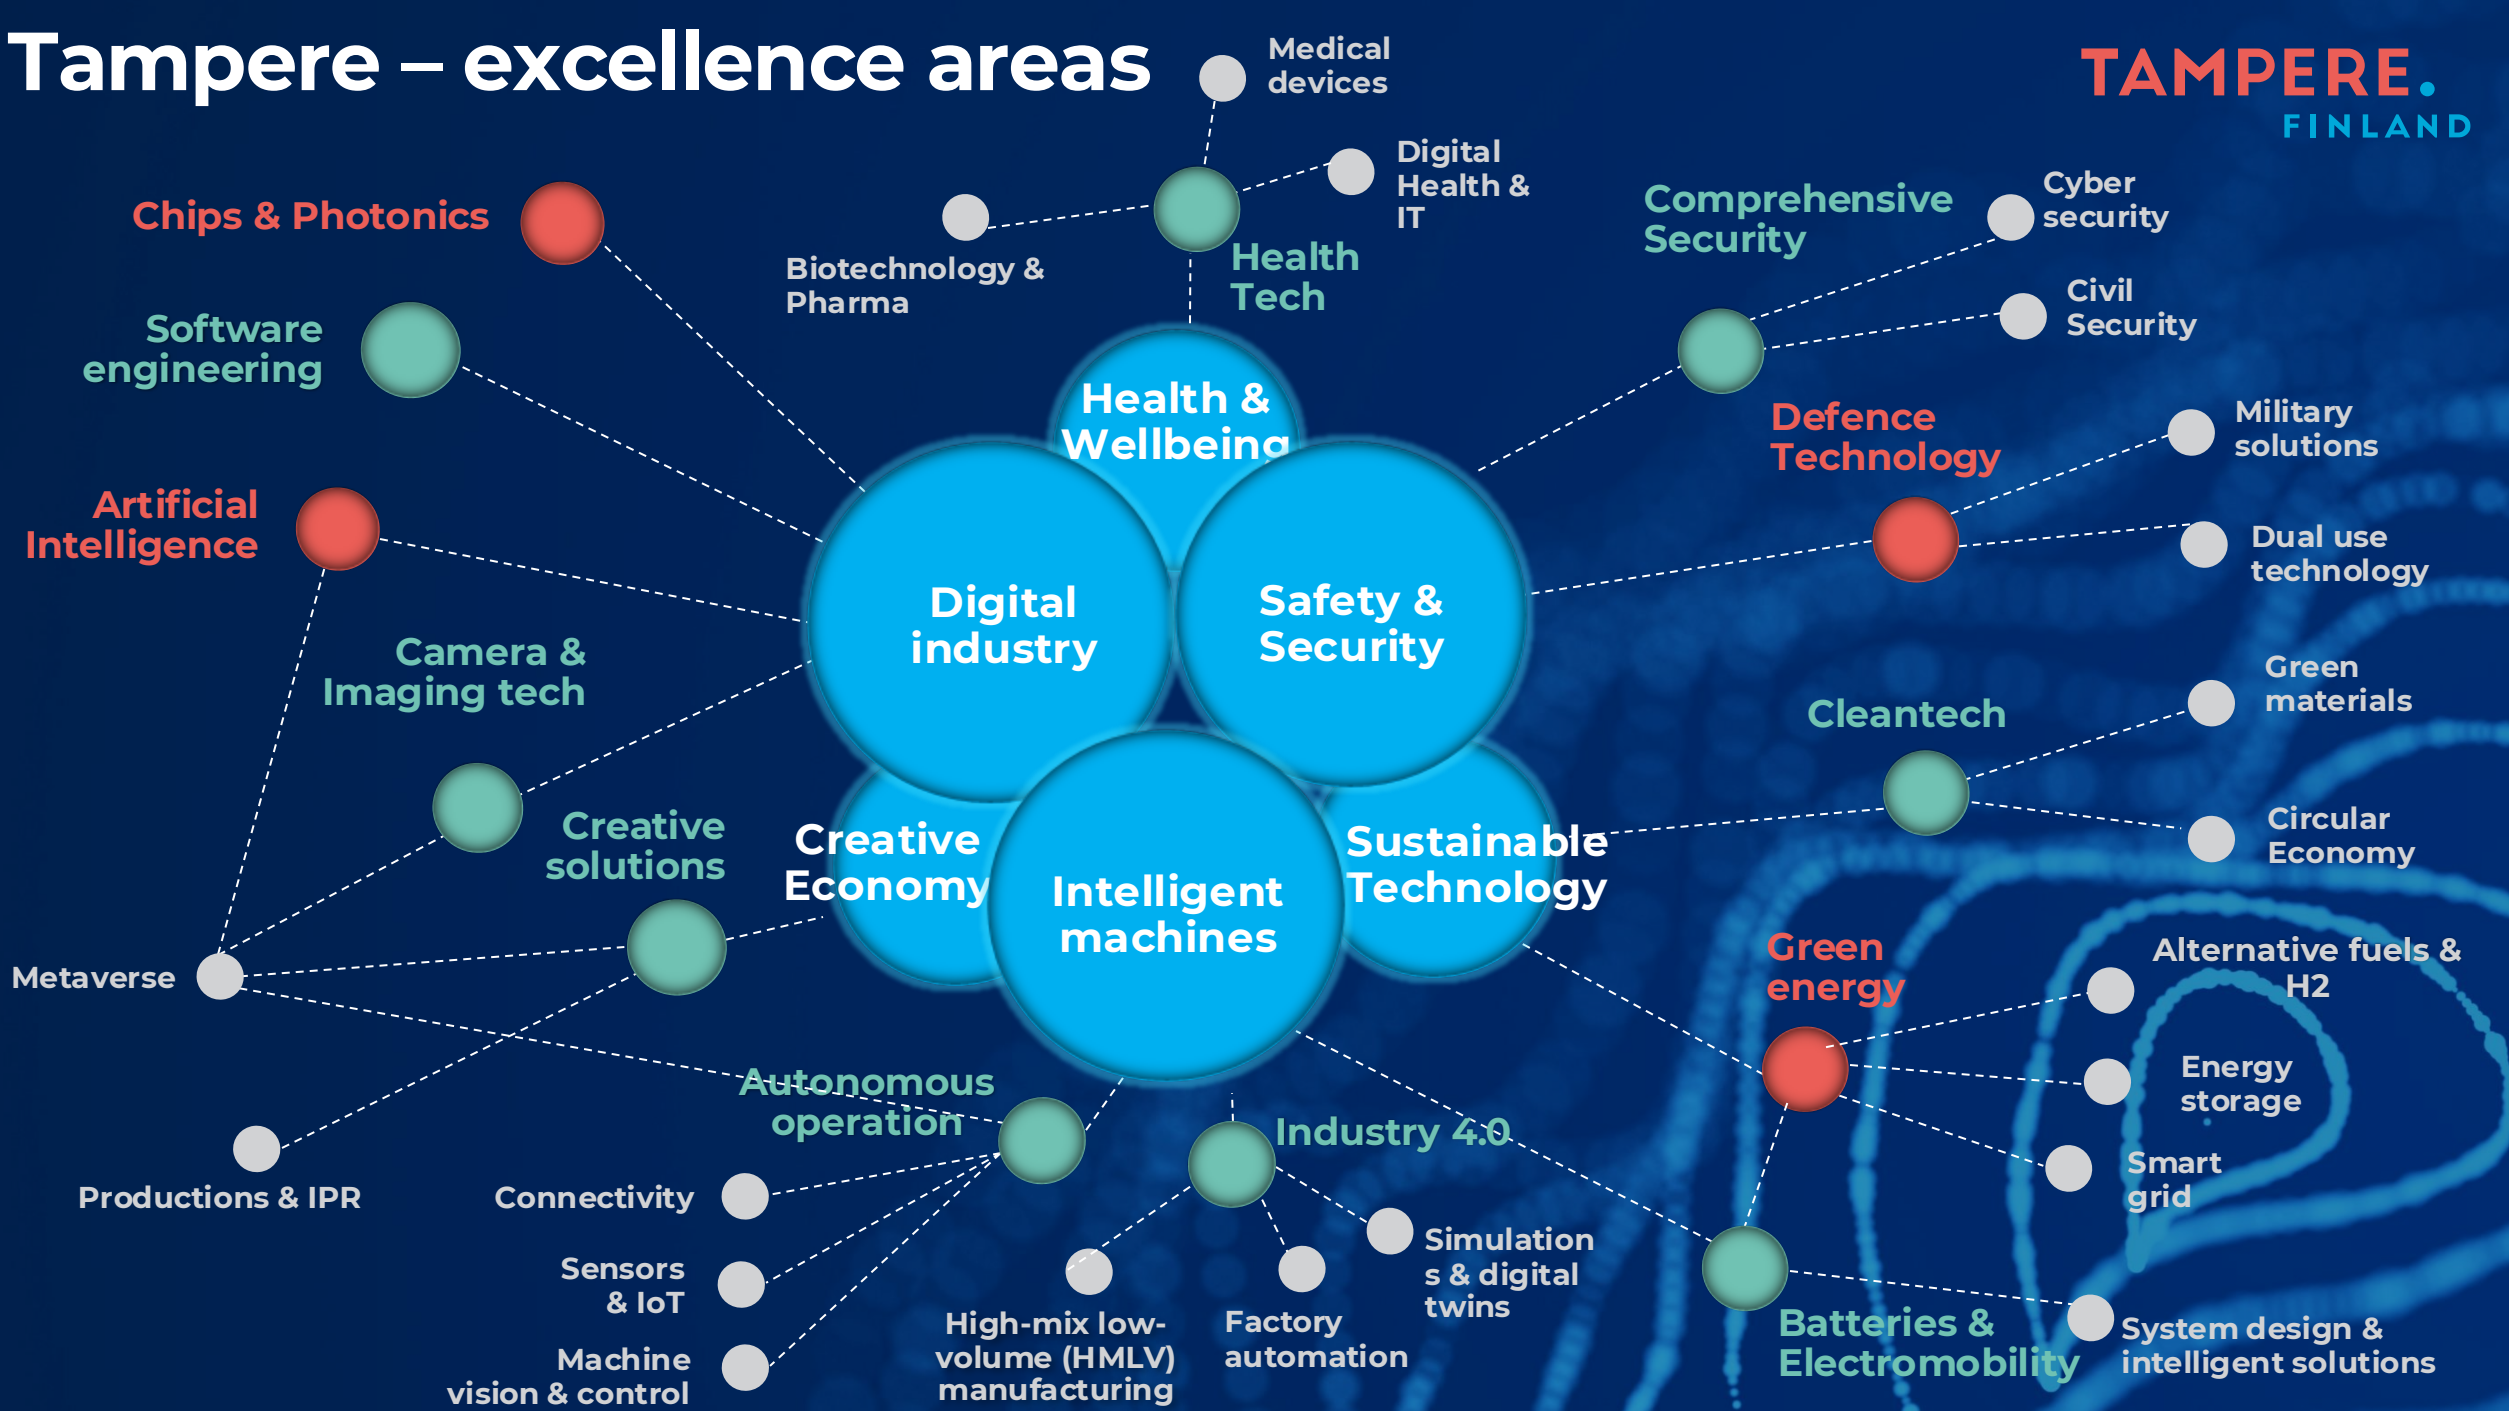 Tampere – excellence areas
TAMPERE.
FINLAND
Medical
devices
Digital
Health &
IT
Biotechnology &
Pharma
Health
Tech
Chips & Photonics
Software
engineering
Artificial
Intelligence
Camera &
Imaging tech
Creative
solutions
Metaverse
Productions & IPR
Health &
Wellbeing
Digital
industry
Safety &
Security
Creative
Economy
Intelligent
machines
Sustainable
Technology
Comprehensive
Security
Cyber
security
Civil
Security
Defence
Technology
Military
solutions
Dual use
technology
Cleantech
Green
materials
Circular
Economy
Green
energy
Alternative fuels &
H2
Energy
storage
Smart
grid
Autonomous
operation
Connectivity
Sensors
& IoT
Machine
vision & control
Industry 4.0
High-mix low-
volume (HMLV)
manufacturing
Factory
automation
Simulation
s & digital
twins
Batteries &
Electromobility
System design &
intelligent solutions